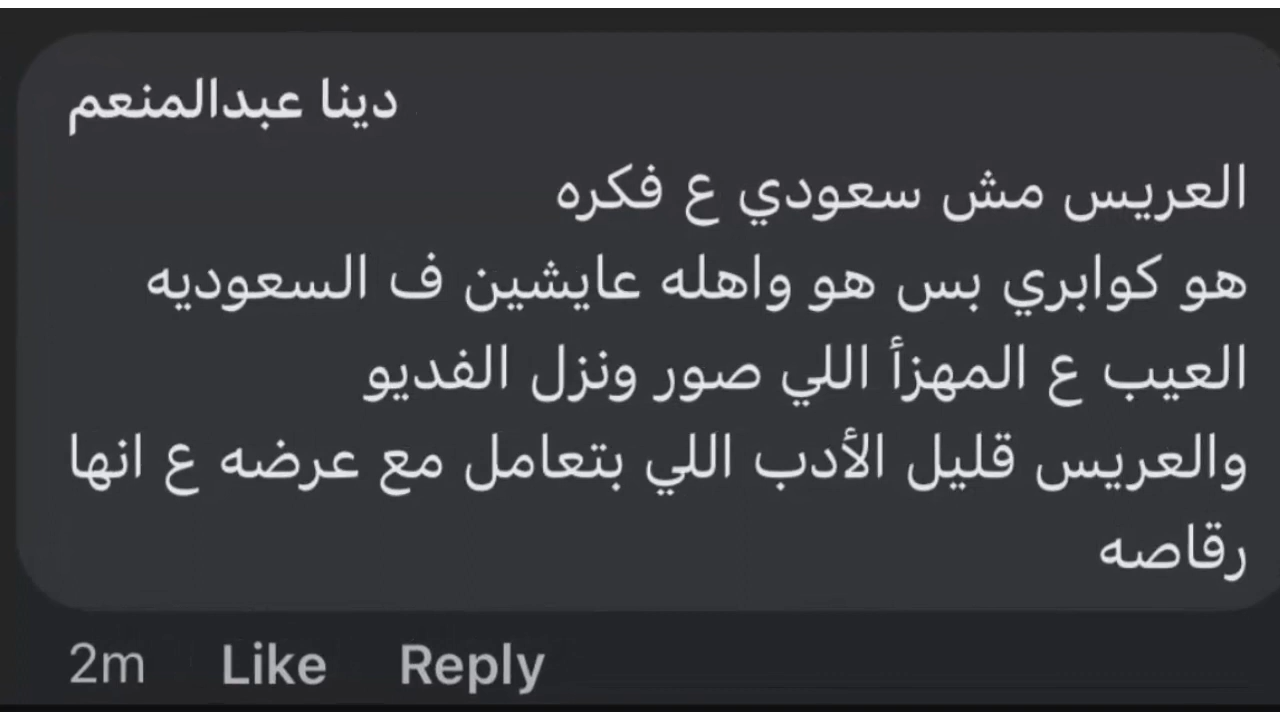 دينا عبدالمنعم
العريس مش سعودي ع فكره
هو كوابري بس هو واهله عايشين ف السعوديه
العيب ع المهزأ اللي صور ونزل الفديو
والعريس قليل الأدب اللي بتعامل مع عرضه ع انها
رقاصه
2m Like Reply